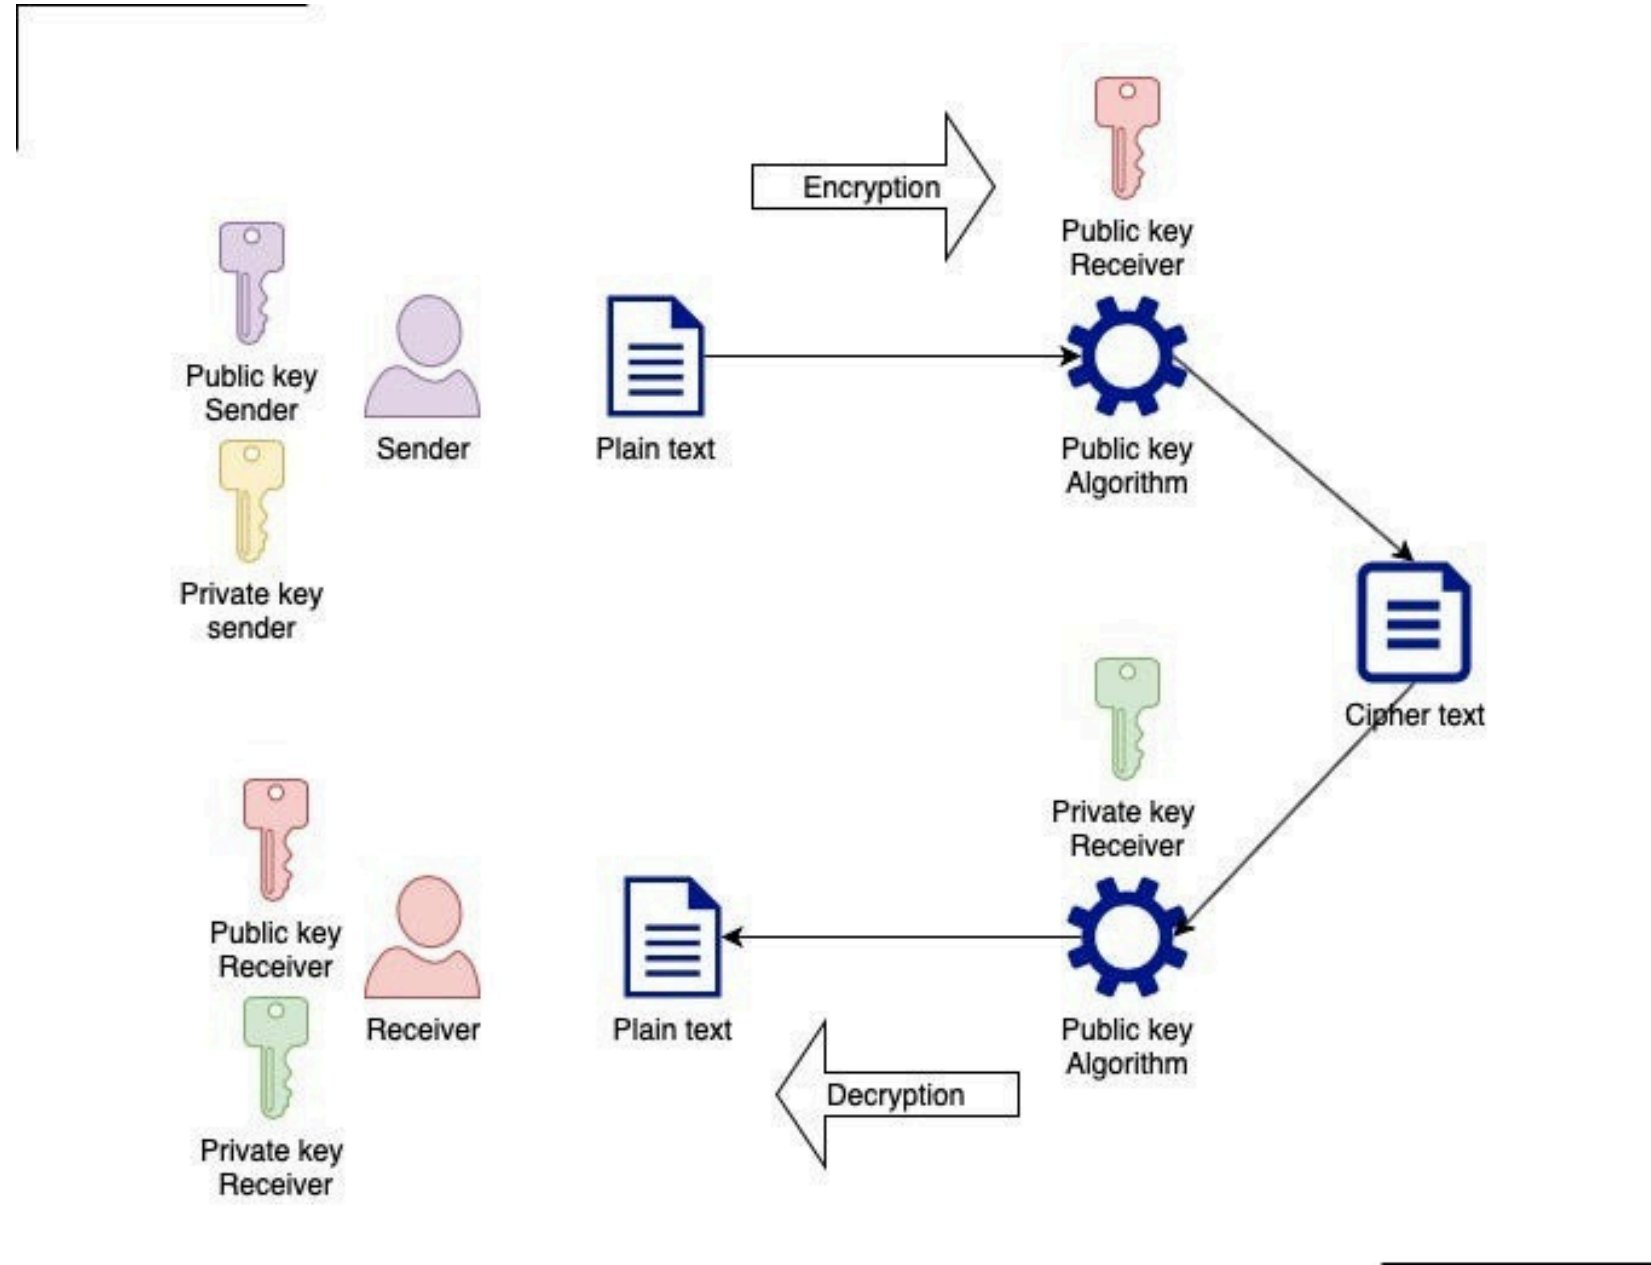 Encryption
Public key
Receiver
Public key
Sender
Sender
Plain text
Public key
Algorithm
Private key
sender
Cipher text
Private key
Receiver
Public key
Receiver
Receiver
Plain text
Public key
Algorithm
Decryption
Private key
Receiver